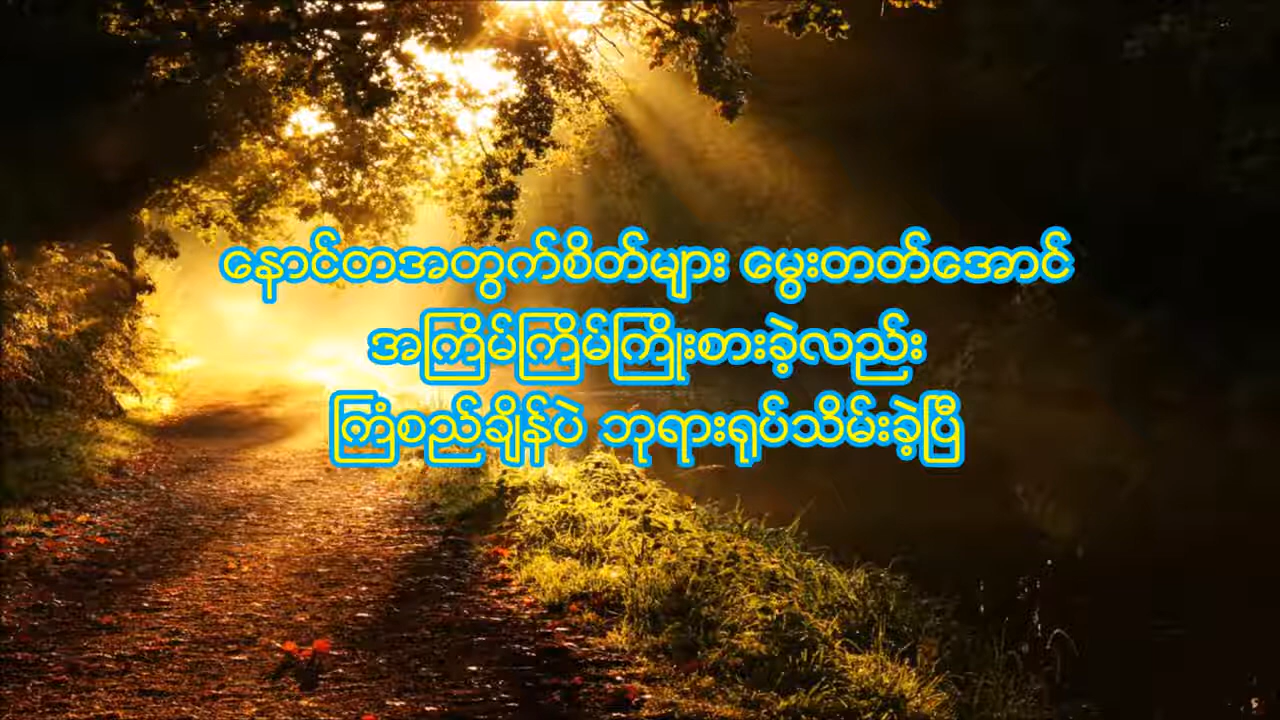 နောင်တအတွက်စိတ်များ မွေးတတ်အောင်
အကြိမ်ကြိမ်ကြိုးစားခဲ့လည်း
ကြံစည်ချိန်ပဲ ဘုရားရုပ်သိမ်းခဲ့ပြီ